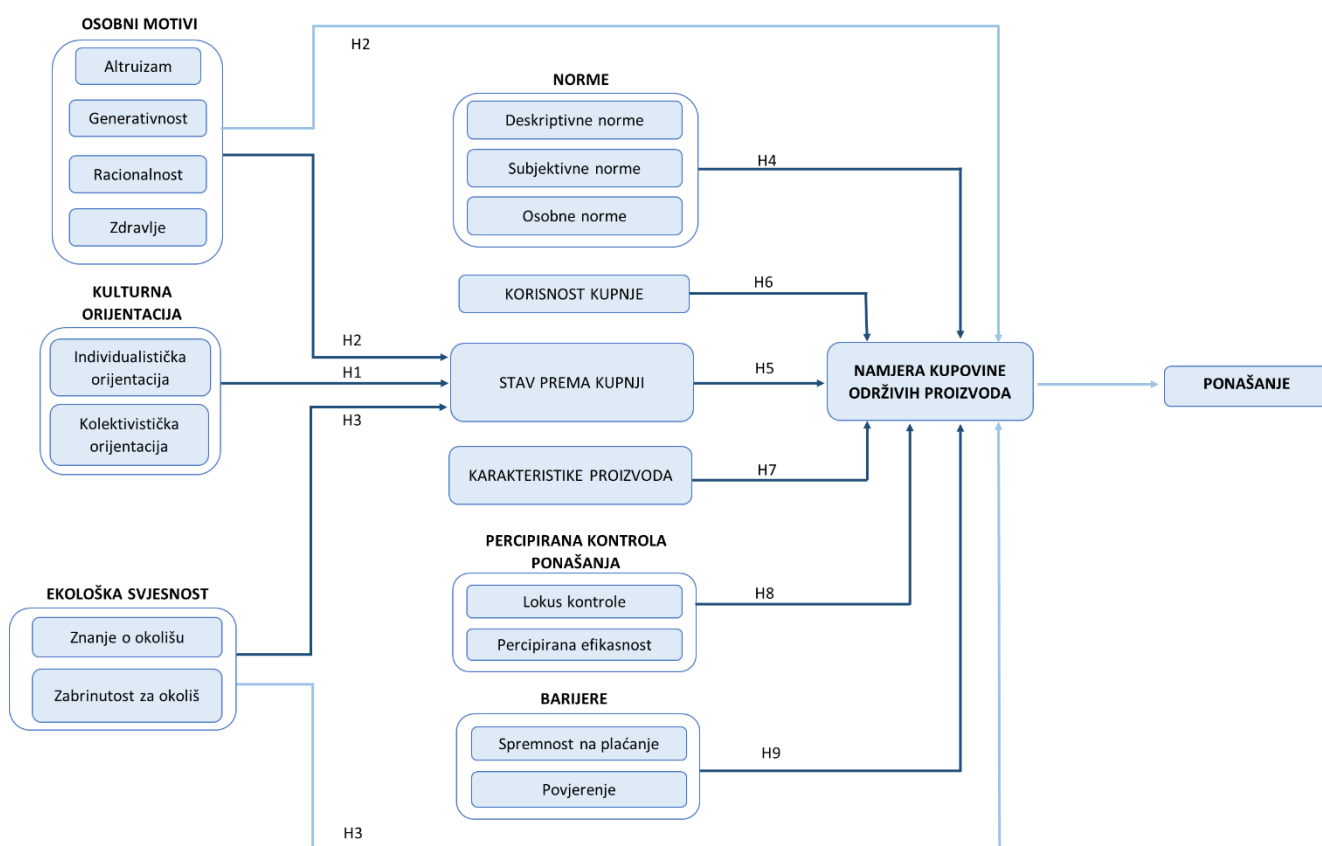 OSOBNI MOTIVI
Altruizam
Generativnost
Racionalnost
Zdravlje
H2
NORME
Deskriptivne norme
Subjektivne norme
Osobne norme
H4
KULTURNA
ORIJENTACIJA
Individualistička
orijentacija
Kolektivistička
orijentacija
KORISNOST KUPNJE
H6
H2
H1
H3
STAV PREMA KUPNJI
H5
NAMJERA KUPOVINE
ODRŽIVIH PROIZVODA
PONAŠANJE
KARAKTERISTIKE PROIZVODA
H7
PERCIPIRANA KONTROLA
PONAŠANJA
Lokus kontrole
Percipirana efikasnost
H8
EKOLOŠKA SVJESNOST
Znanje o okolišu
Zabrinutost za okoliš
BARIJERE
Spremnost na plaćanje
Povjerenje
H9
H3